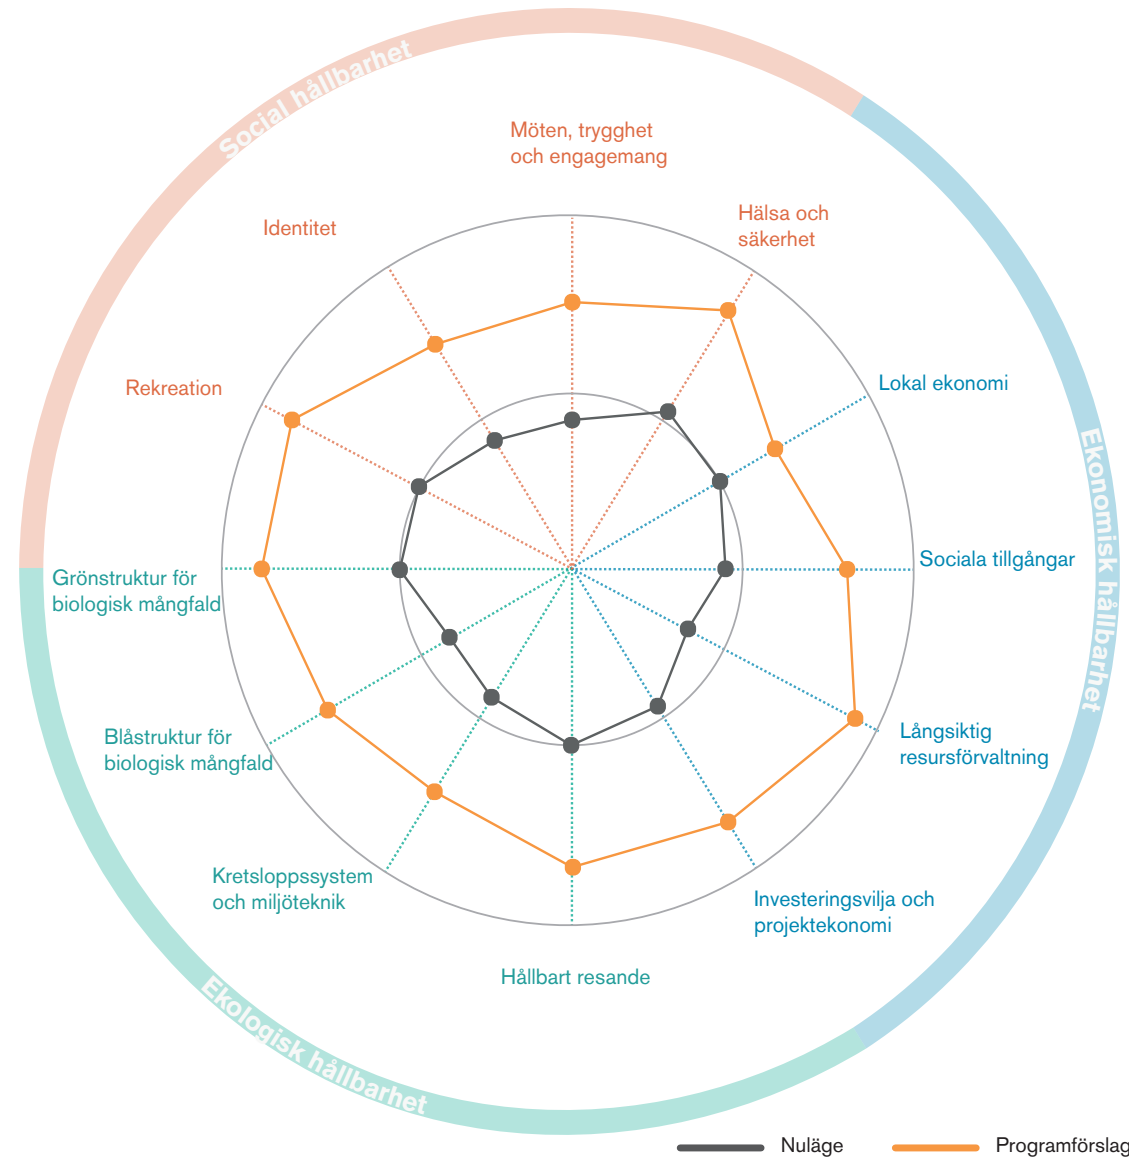 Social hållbarhet
Möten, trygghet
och engagemang
Hälsa och
säkerhet
Identitet
Lokal ekonomi
Rekreation
Ekonomisk hållbarhet
Sociala tillgångar
Grönstruktur för
biologisk mångfald
Långsiktig
resursförvaltning
Blåstruktur för
biologisk mångfald
Kretsloppssystem
och miljöteknik
Investeringsvilja och
projektekonomi
Hållbart resande
Ekologisk hållbarhet
Nuläge
Programförslag